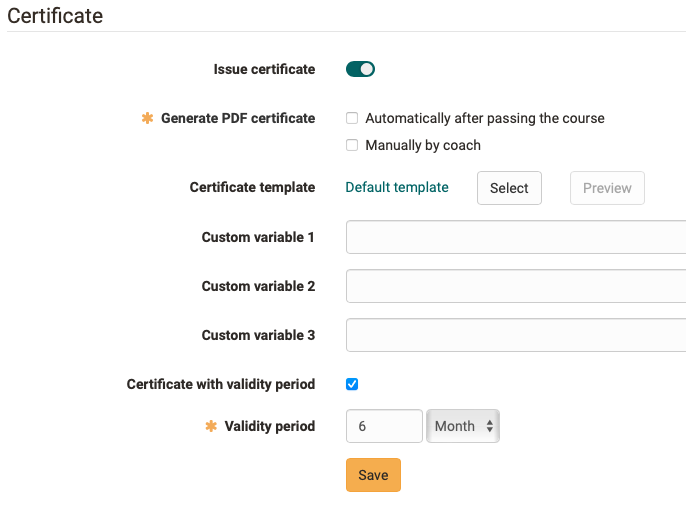 Certificate
Issue certificate
✱ Generate PDF certificate Automatically after passing the course
Manually by coach
Certificate template Default template Select Preview
Custom variable 1
Custom variable 2
Custom variable 3
Certificate with validity period
✱ Validity period 6 Month
Save